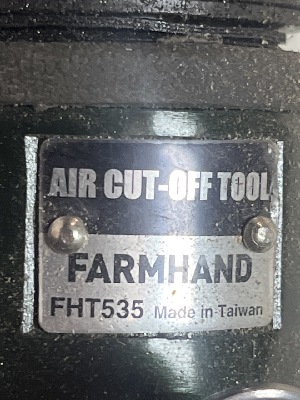 AIR CUT-OFF TOOL
FARMHAND
FHT535 Made in Taiwan